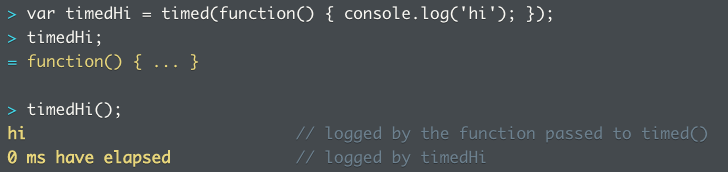 > var timedHi = timed(function() { console.log('hi'); });
> timedHi;
= function() { ... }
> timedHi();
hi // logged by the function passed to timed()
0 ms have elapsed // logged by timedHi